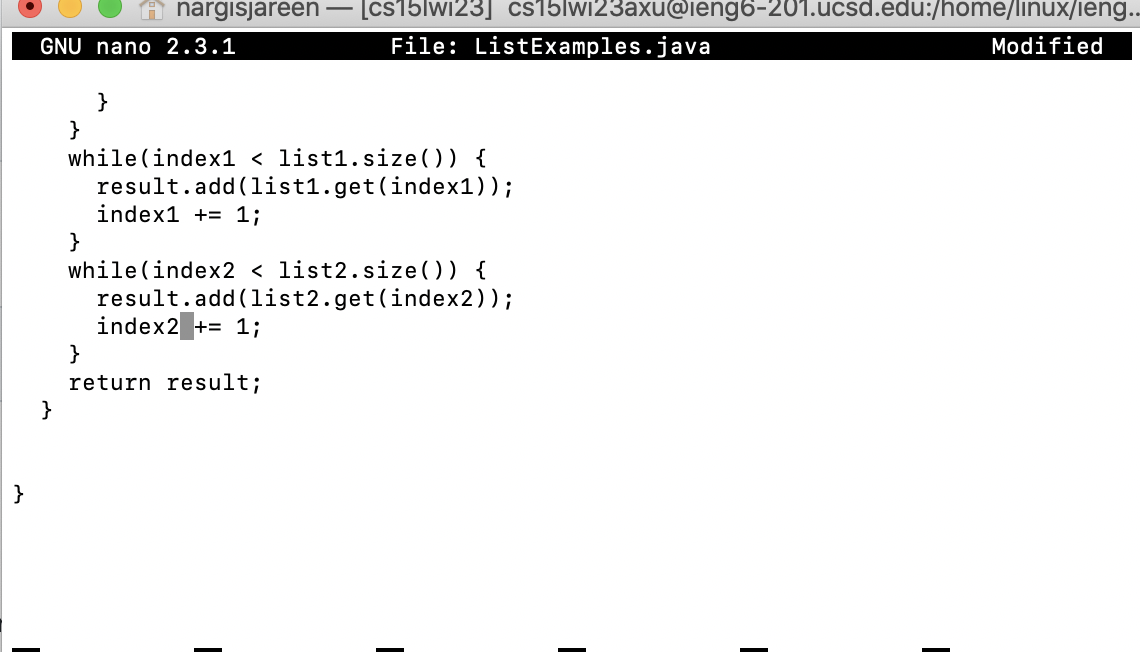 nargisjareen — [cs15lwi23] cs15lwi23axu@ieng6-201.ucsd.edu:/home/linux/ieng...
GNU nano 2.3.1 File: ListExamples.java Modified
}
}
while(index1 < list1.size()) {
result.add(list1.get(index1));
index1 += 1;
}
while(index2 < list2.size()) {
result.add(list2.get(index2));
index2 += 1;
}
return result;
}
}